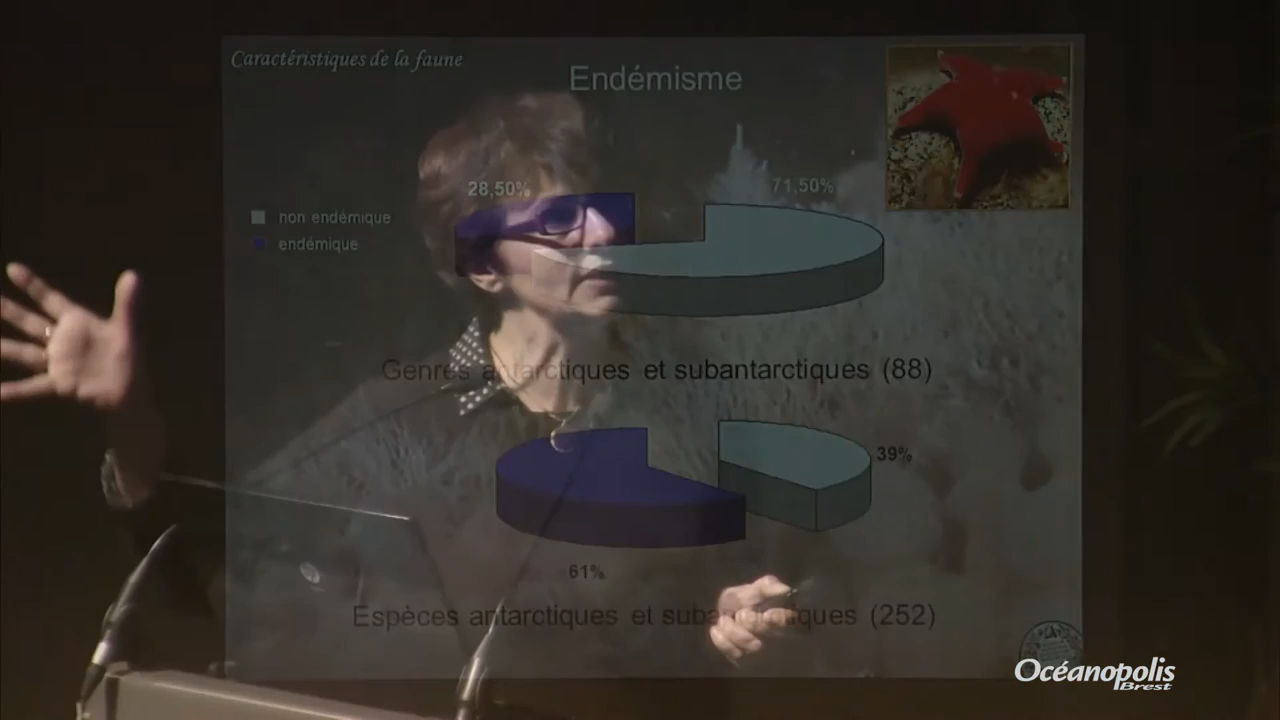 Caractéristiques de la faune
Endémisme
28,50%
71,50%
non endémique
endémique
Genres antarctiques et subantarctiques (88)
39%
61%
Espèces antarctiques et subantarctiques (252)
Océanopolis
Brest